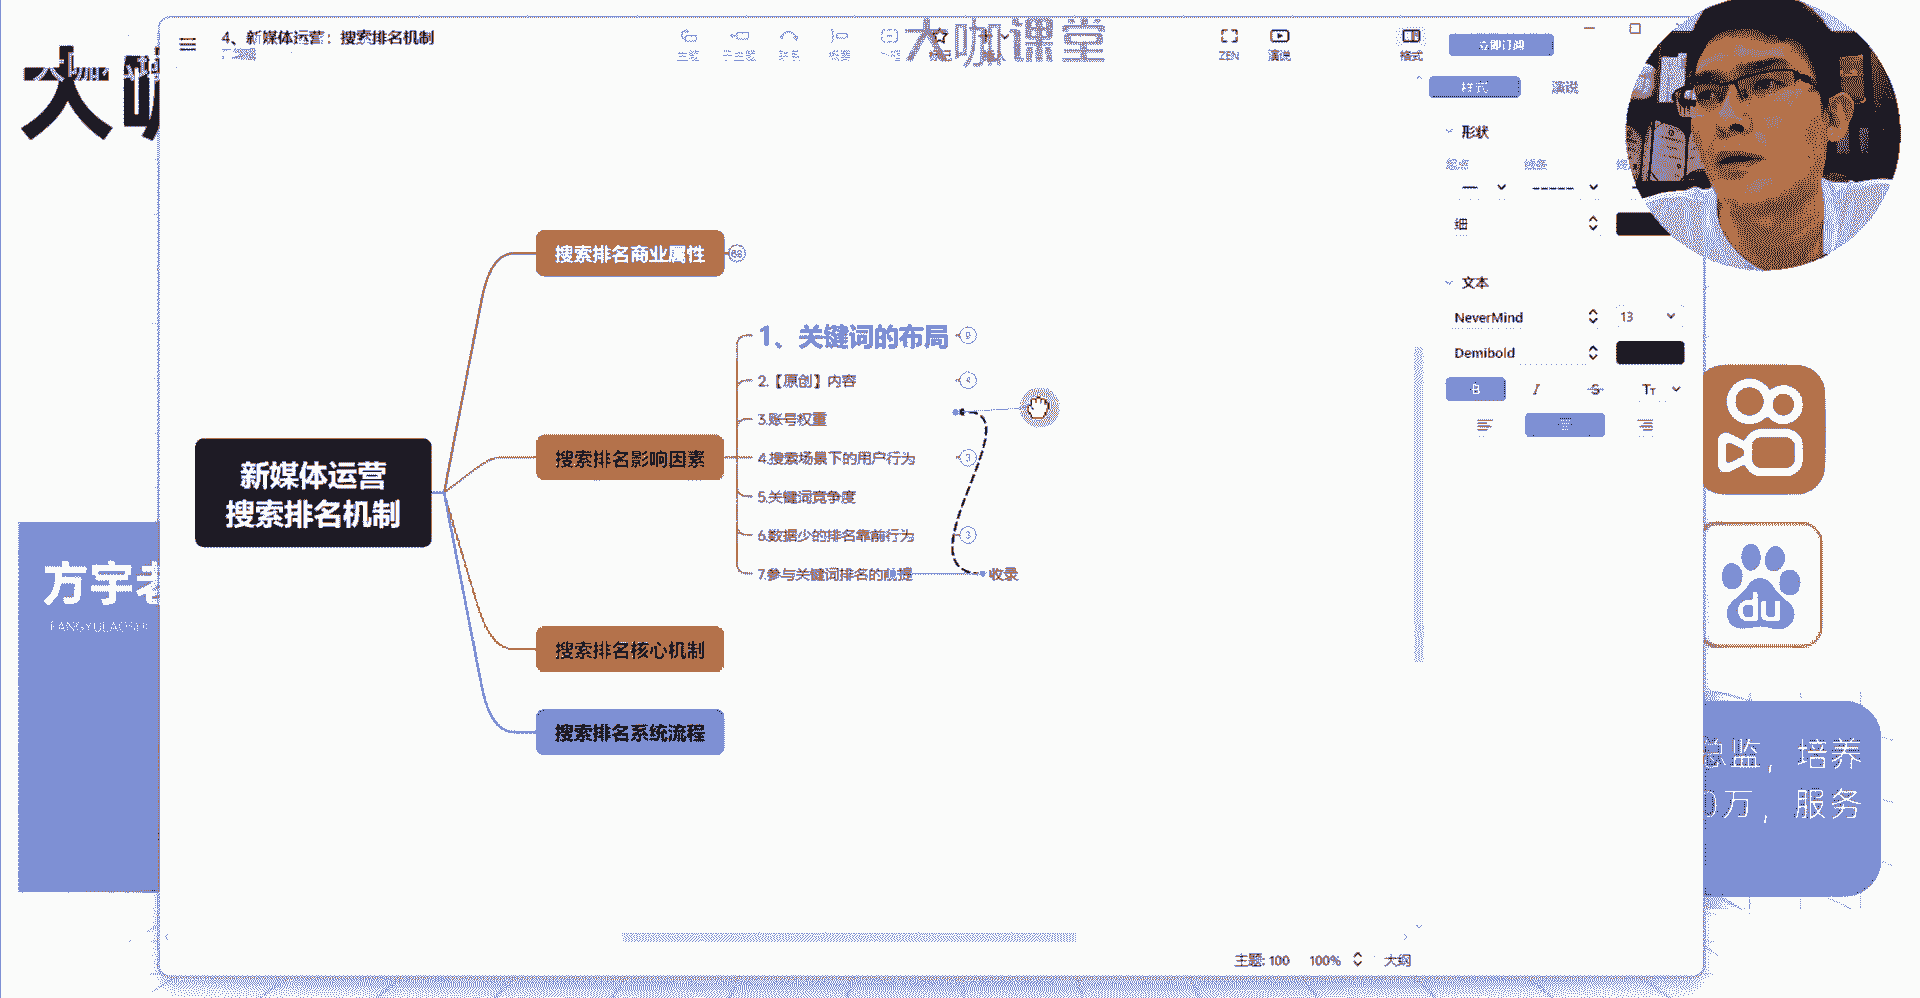 4、新媒体运营：搜索排名机制
大咖课堂
ZEN
演说
格式
立即订阅
样式
演说
形状
细
文本
NeverMind
13
Demibold
B
I
S
TT
新媒体运营
搜索排名机制
搜索排名商业属性
搜索排名影响因素
1、关键词的布局
9
2.【原创】内容
4
3.账号权重
4.搜索场景下的用户行为
3
5.关键词竞争度
6.数据少的排名靠前行为
3
7.参与关键词排名的前提
收录
搜索排名核心机制
搜索排名系统流程
主题: 100
100%
大纲
方宇老
FANGYULAOSHI
du
总监，培养
0万，服务